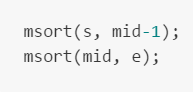 msort(s, mid-1);
msort(mid, e);